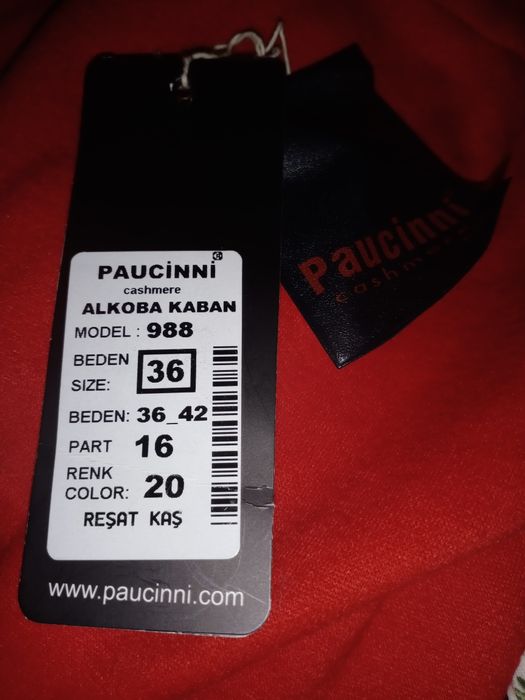 PAUCİNNİ
cashmere
ALKOBA KABAN
MODEL : 988
BEDEN
SIZE: 36
BEDEN: 36_42
PART 16
RENK
COLOR: 20
REŞAT KAŞ
www.paucinni.com
Paucinni
cashmere